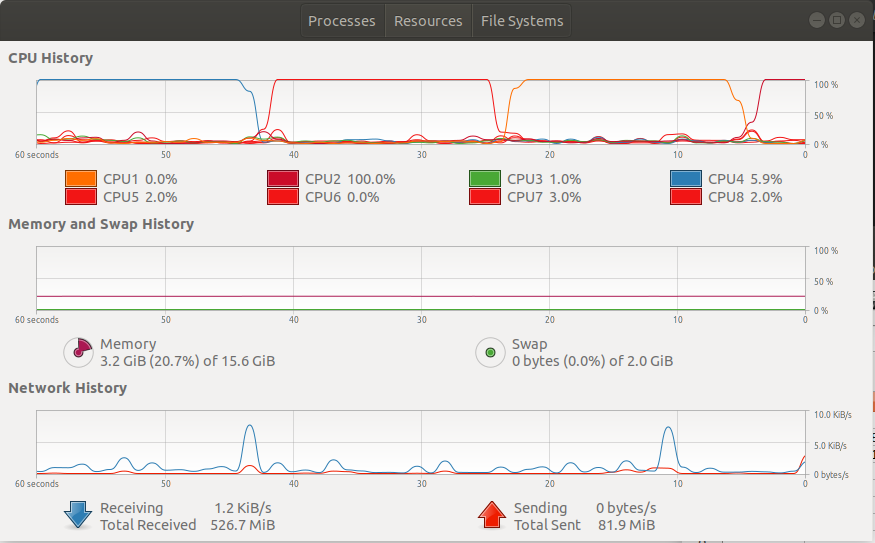 Processes Resources File Systems
CPU History
100 %
50 %
0 %
60 seconds 50 40 30 20 10 0
CPU1 0.0% CPU2 100.0% CPU3 1.0% CPU4 5.9%
CPU5 2.0% CPU6 0.0% CPU7 3.0% CPU8 2.0%
Memory and Swap History
100 %
50 %
0 %
60 seconds 50 40 30 20 10 0
Memory Swap
3.2 GiB (20.7%) of 15.6 GiB 0 bytes (0.0%) of 2.0 GiB
Network History
10.0 KiB/s
5.0 KiB/s
0 bytes/s
60 seconds 50 40 30 20 10 0
Receiving 1.2 KiB/s Sending 0 bytes/s
Total Received 526.7 MiB Total Sent 81.9 MiB